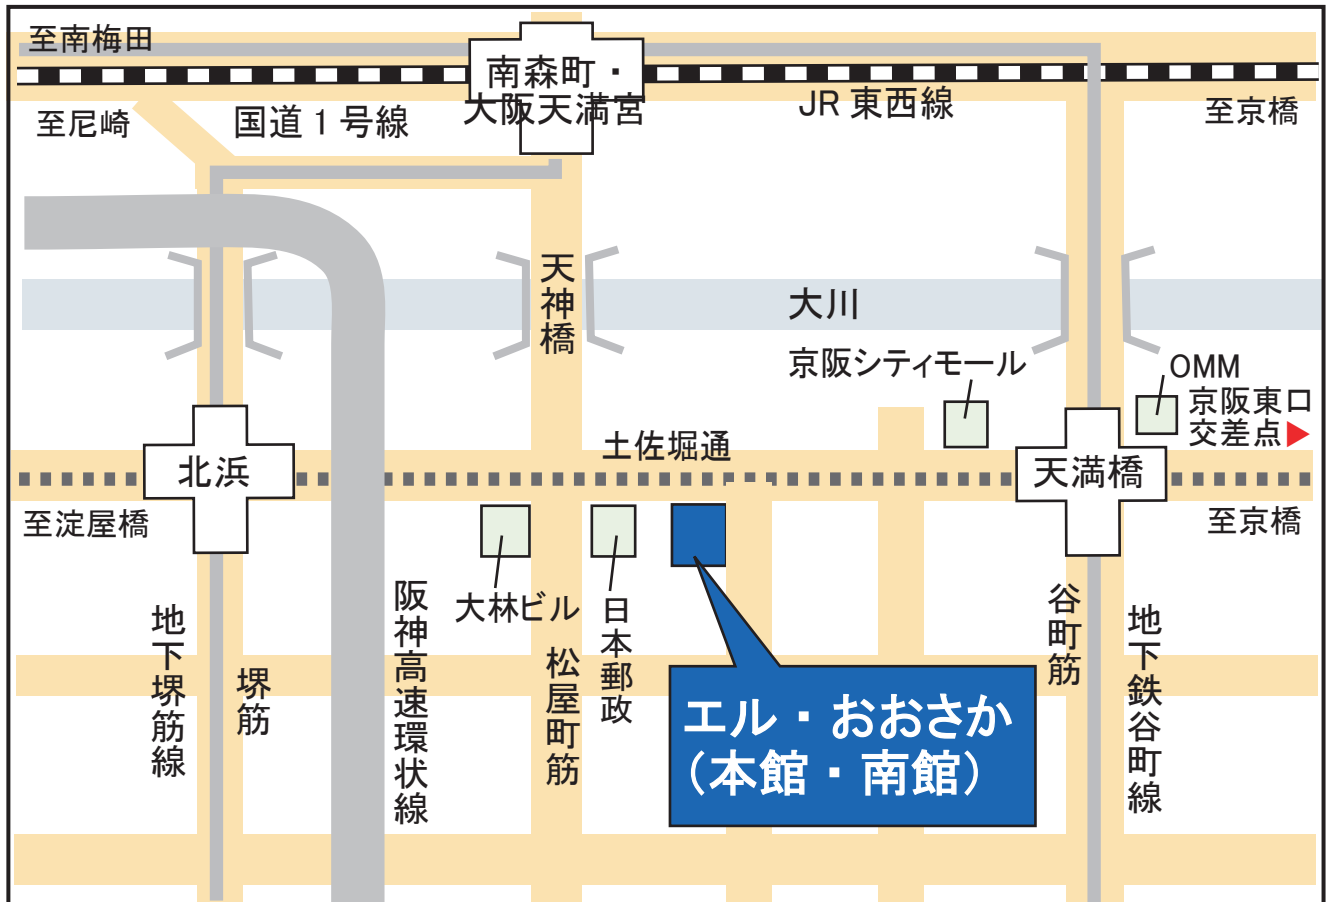 至南梅田
南森町・
大阪天満宮
至尼崎
国道1号線
JR東西線
至京橋
天神橋
大川
京阪シティモール
OMM
京阪東口
交差点
土佐堀通
北浜
天満橋
至淀屋橋
至京橋
大林ビル
日本郵政
地下堺筋線
堺筋
阪神高速環状線
松屋町筋
谷町筋
地下鉄谷町線
エル・おおさか
（本館・南館）